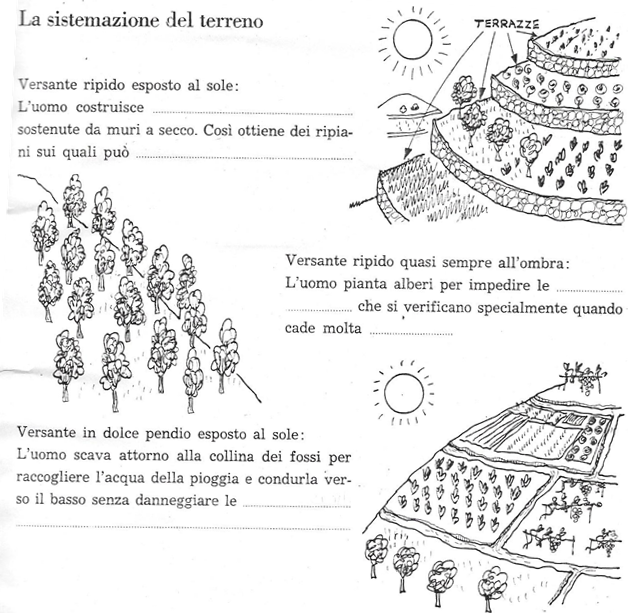 La sistemazione del terreno
TERRAZZE
Versante ripido esposto al sole:
L'uomo costruisce
sostenute da muri a secco. Così ottiene dei ripia-
ni sui quali può
Versante ripido quasi sempre all'ombra:
L'uomo pianta alberi per impedire le
che si verificano specialmente quando
cade molta
Versante in dolce pendio esposto al sole:
L'uomo scava attorno alla collina dei fossi per
raccogliere l'acqua della pioggia e condurla ver-
so il basso senza danneggiare le